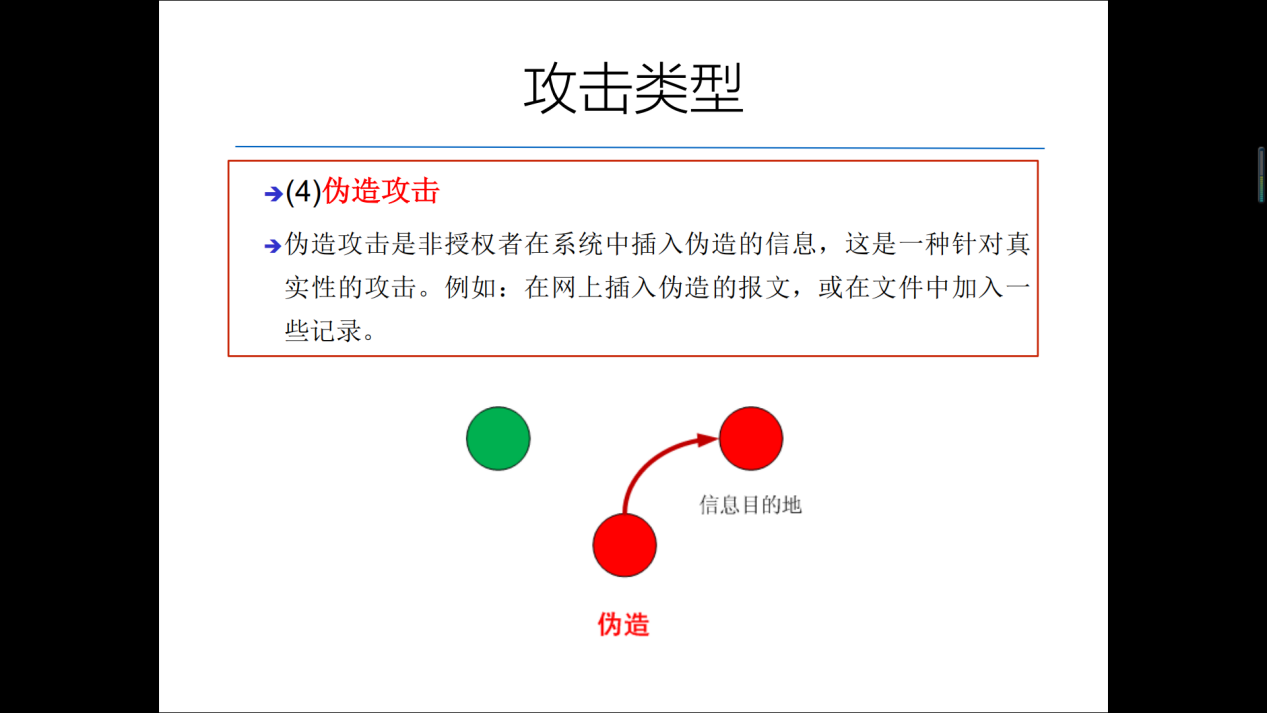 攻击类型
➔(4)伪造攻击
➔伪造攻击是非授权者在系统中插入伪造的信息，这是一种针对真
实性的攻击。例如：在网上插入伪造的报文，或在文件中加入一
些记录。
信息目的地
伪造